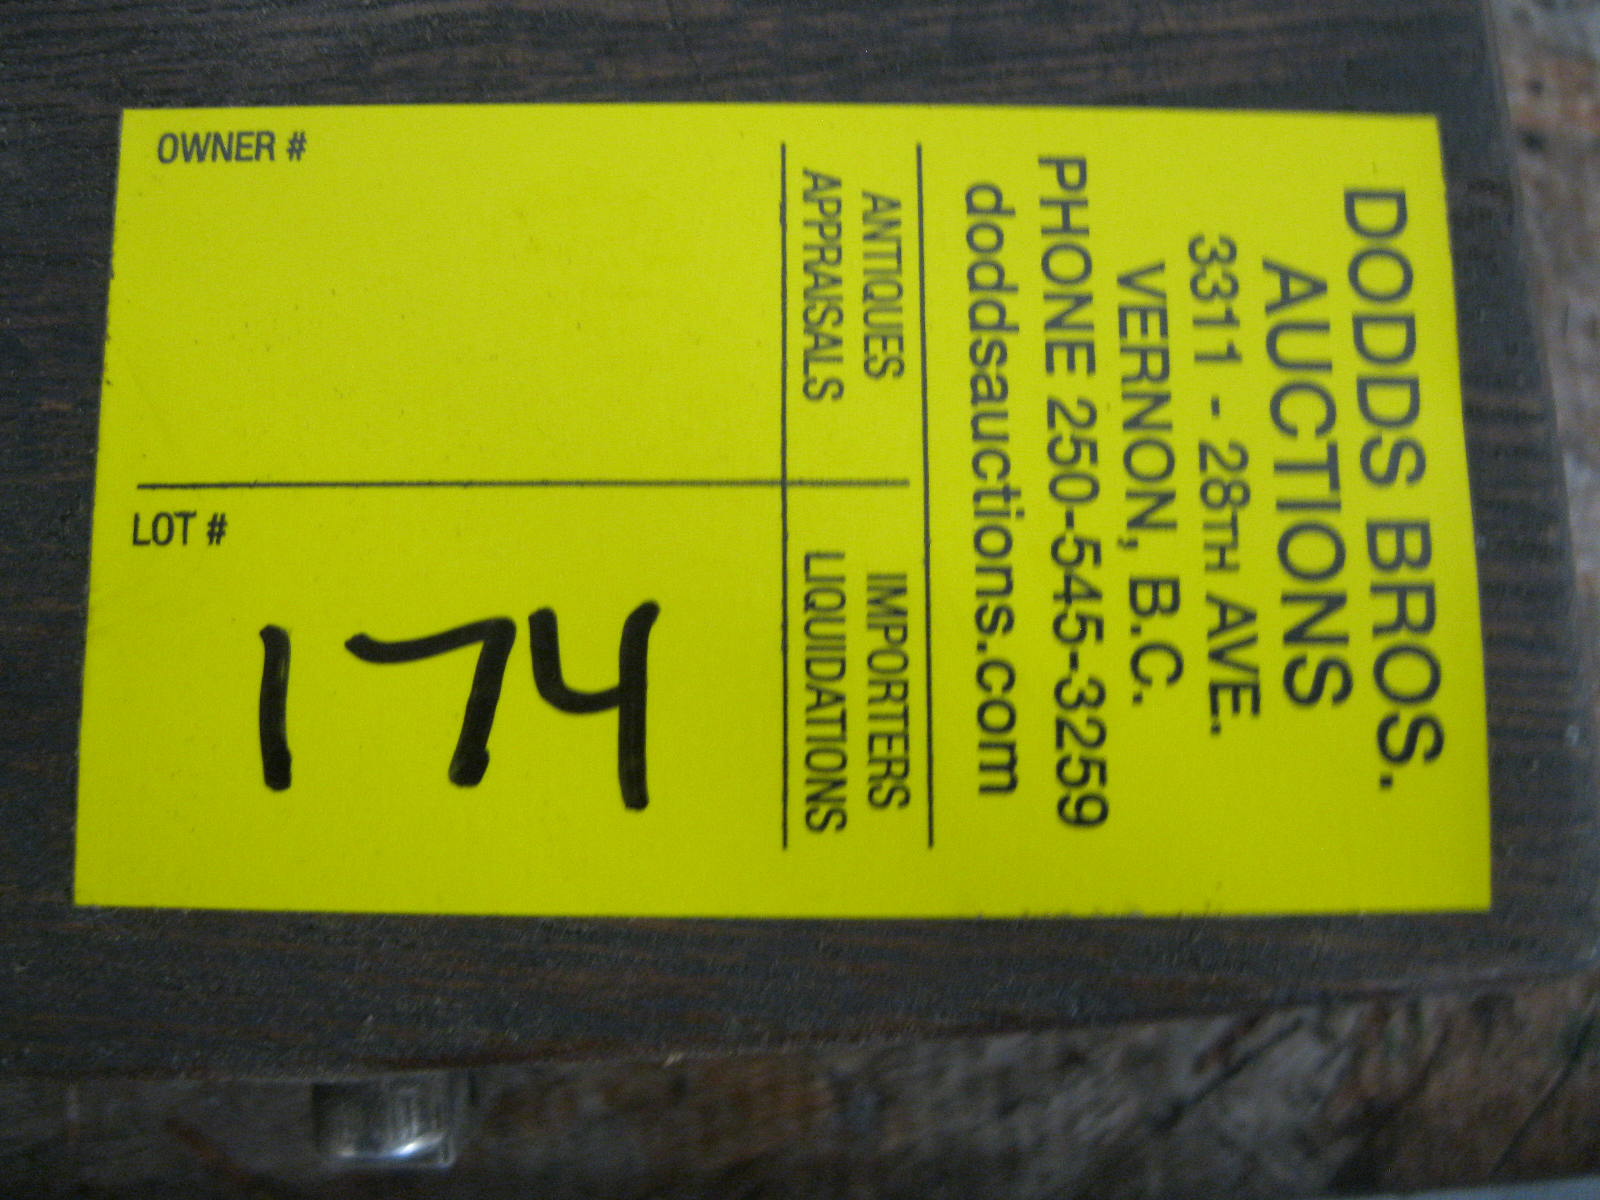 DODDS BROS.
AUCTIONS
3311 - 28TH AVE.
VERNON, B.C.
PHONE 250-545-3259
doddsauctions.com
ANTIQUES IMPORTERS
APPRAISALS LIQUIDATIONS
OWNER #
LOT #
174